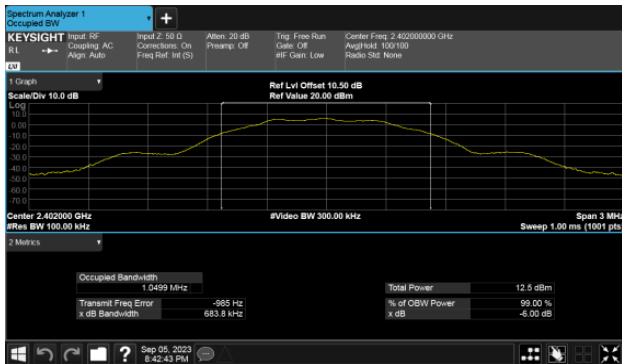 Spectrum Analyzer 1
Occupied BW
KEYSIGHT Input: RF Input Z: 50 Ω Atten: 20 dB Trig: Free Run Center Freq: 2.402000000 GHz
RL Coupling: AC Corrections: On Preamp: Off Gate: Off Avg|Hold: 100/100
Align: Auto Freq Ref: Int (S) #IF Gain: Low Radio Std: None
LXI
1 Graph
Ref Lvl Offset 10.50 dB
Scale/Div 10.0 dB Ref Value 20.00 dBm
Log
10.0
0.00
-10.0
-20.0
-30.0
-40.0
-50.0
-60.0
-70.0
Center 2.402000 GHz #Video BW 300.00 kHz Span 3 MHz
#Res BW 100.00 kHz Sweep 1.00 ms (1001 pts)
2 Metrics
Occupied Bandwidth
1.0499 MHz Total Power 12.5 dBm
Transmit Freq Error -985 Hz % of OBW Power 99.00 %
x dB Bandwidth 683.8 kHz x dB -6.00 dB
?
Sep 05, 2023
8:42:43 PM